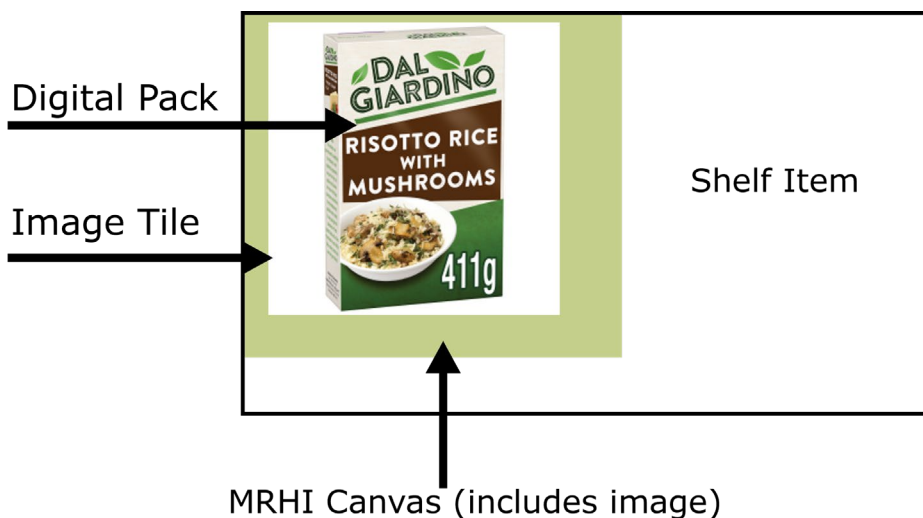 Digital Pack
Image Tile
DAL
GIARDINO
RISOTTO RICE
WITH
MUSHROOMS
411g
Shelf Item
MRHI Canvas (includes image)